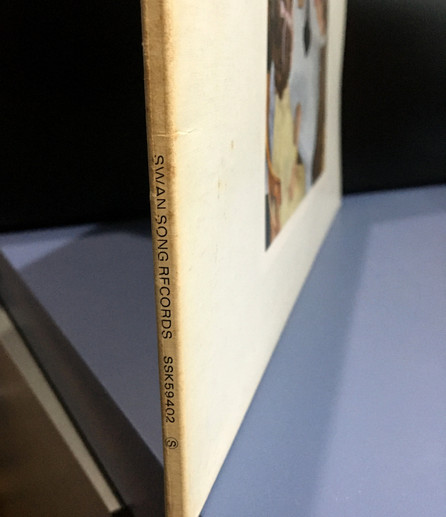 SWAN SONG RECORDS SSK59402 Ⓢ